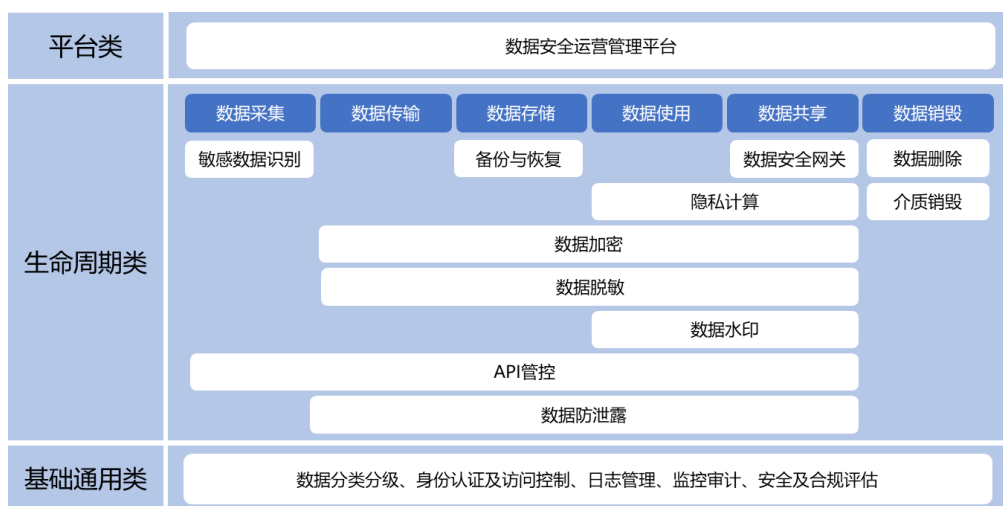 平台类
数据安全运营管理平台
生命周期类
数据采集 数据传输 数据存储 数据使用 数据共享 数据销毁
敏感数据识别 备份与恢复 数据安全网关 数据删除
隐私计算 介质销毁
数据加密
数据脱敏
数据水印
API管控
数据防泄露
基础通用类
数据分类分级、身份认证及访问控制、日志管理、监控审计、安全及合规评估